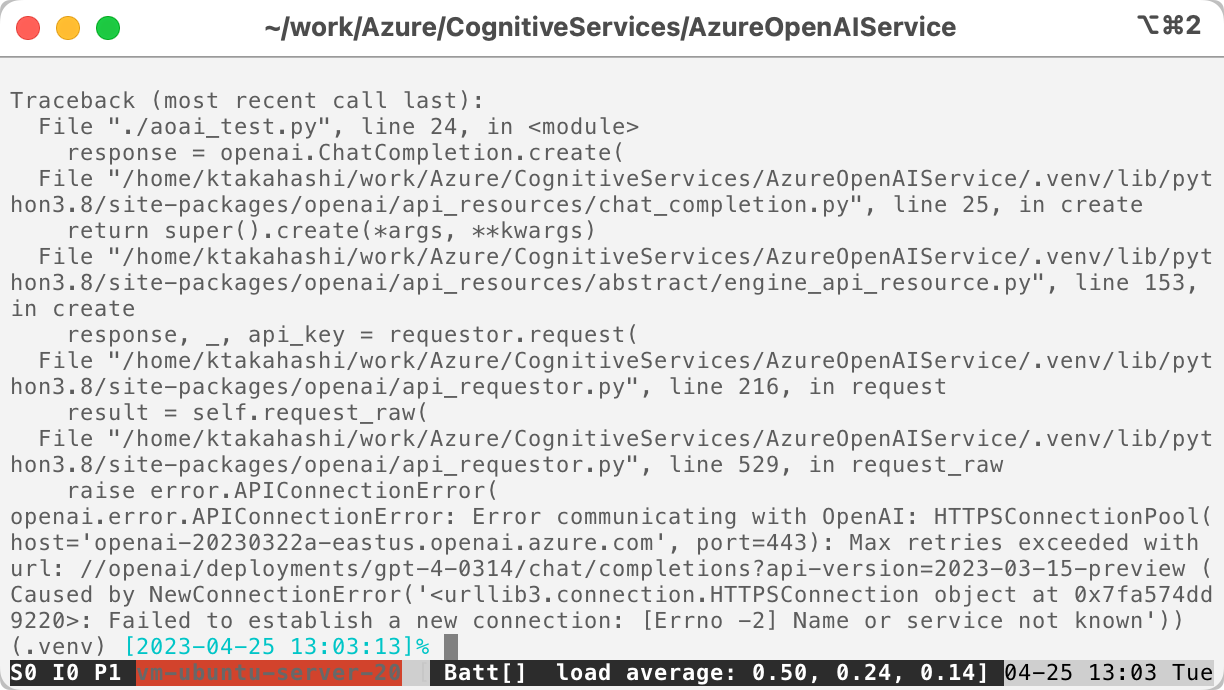 ~/work/Azure/CognitiveServices/AzureOpenAIService
⌥⌘2
Traceback (most recent call last):
  File "./aoai_test.py", line 24, in <module>
    response = openai.ChatCompletion.create(
  File "/home/ktakahashi/work/Azure/CognitiveServices/AzureOpenAIService/.venv/lib/pyt
hon3.8/site-packages/openai/api_resources/chat_completion.py", line 25, in create
    return super().create(*args, **kwargs)
  File "/home/ktakahashi/work/Azure/CognitiveServices/AzureOpenAIService/.venv/lib/pyt
hon3.8/site-packages/openai/api_resources/abstract/engine_api_resource.py", line 153,
in create
    response, _, api_key = requestor.request(
  File "/home/ktakahashi/work/Azure/CognitiveServices/AzureOpenAIService/.venv/lib/pyt
hon3.8/site-packages/openai/api_requestor.py", line 216, in request
    result = self.request_raw(
  File "/home/ktakahashi/work/Azure/CognitiveServices/AzureOpenAIService/.venv/lib/pyt
hon3.8/site-packages/openai/api_requestor.py", line 529, in request_raw
    raise error.APIConnectionError(
openai.error.APIConnectionError: Error communicating with OpenAI: HTTPSConnectionPool(
host='openai-20230322a-eastus.openai.azure.com', port=443): Max retries exceeded with
url: //openai/deployments/gpt-4-0314/chat/completions?api-version=2023-03-15-preview (
Caused by NewConnectionError('<urllib3.connection.HTTPSConnection object at 0x7fa574dd
9220>: Failed to establish a new connection: [Errno -2] Name or service not known'))
(.venv) [2023-04-25 13:03:13]%
S0 I0 P1 vm-ubuntu-server-20 Batt[] load average: 0.50, 0.24, 0.14] 04-25 13:03 Tue